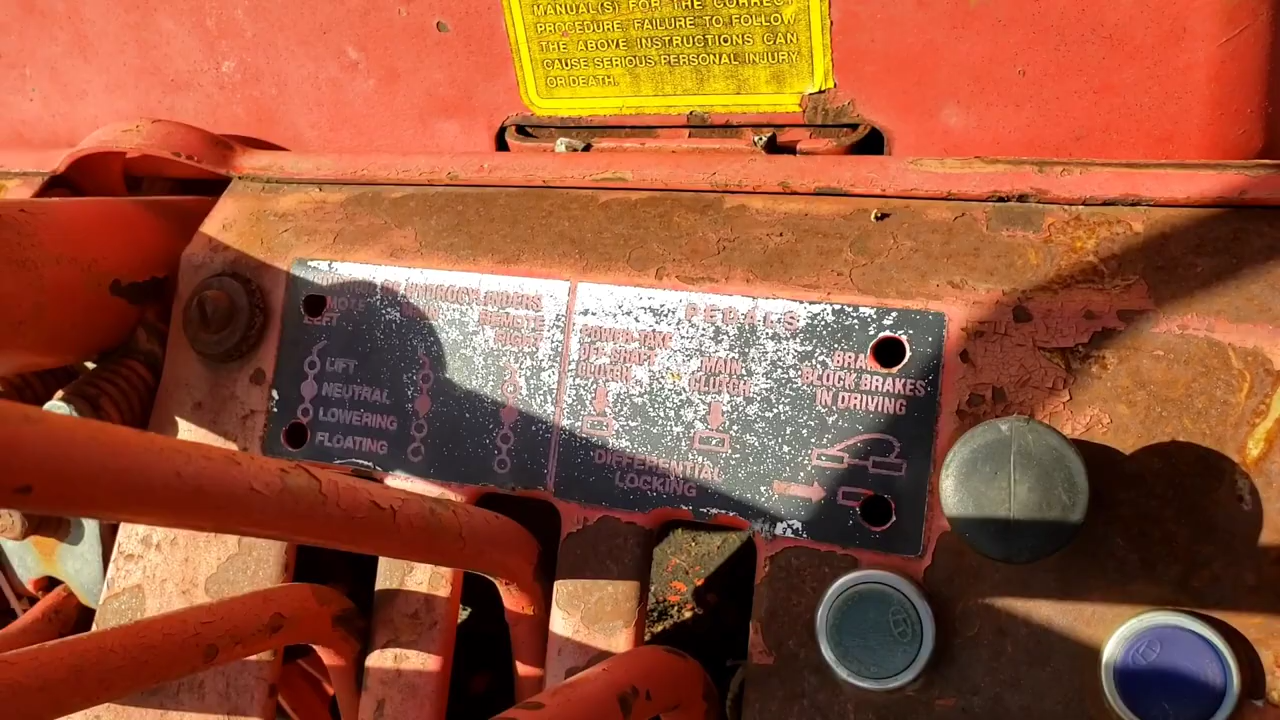 MANUAL(S) FOR THE CORRECT
PROCEDURE. FAILURE TO FOLLOW
THE ABOVE INSTRUCTIONS CAN
CAUSE SERIOUS PERSONAL INJURY
OR DEATH.
HYDROCYLINDERS
LEFT
MAIN
REMOTE
RIGHT
LIFT
NEUTRAL
LOWERING
FLOATING
PEDALS
POWER-TAKE
OFF SHAFT
CLUTCH
MAIN
CLUTCH
BLOCK BRAKES
IN DRIVING
DIFFERENTIAL
LOCKING